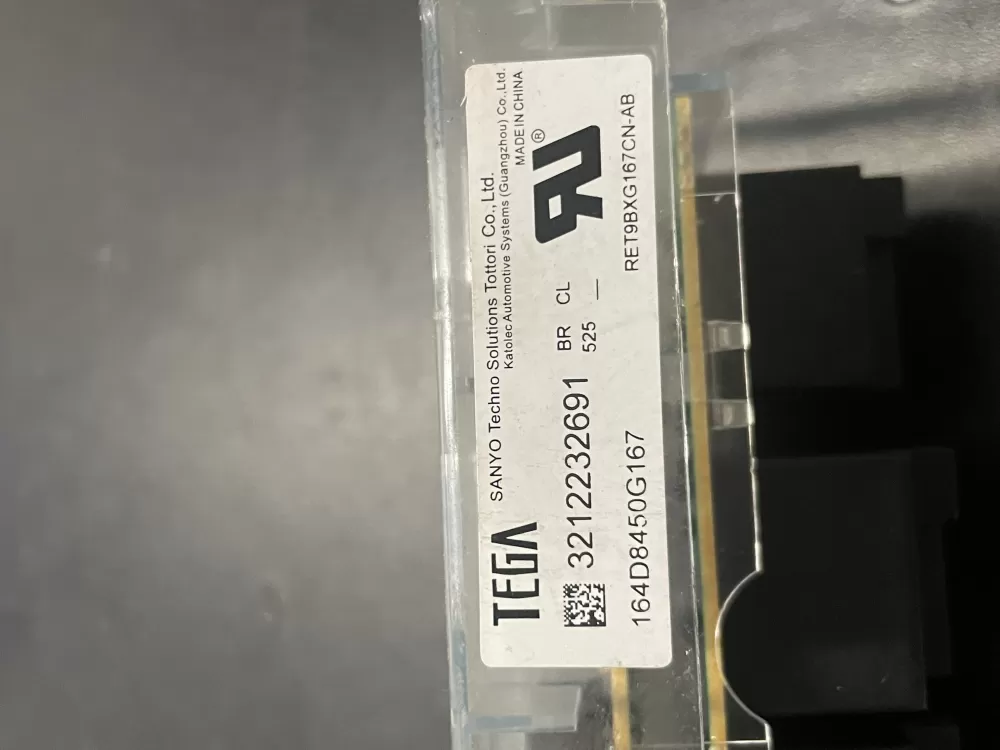 TEGA SANYO Techno Solutions Tottori Co., Ltd.
Katolec Automotive Systems (Guangzhou) Co.,Ltd.
MADE IN CHINA
3212232691 BR CL
525 —
164D8450G167 RET9BXG167CN-AB